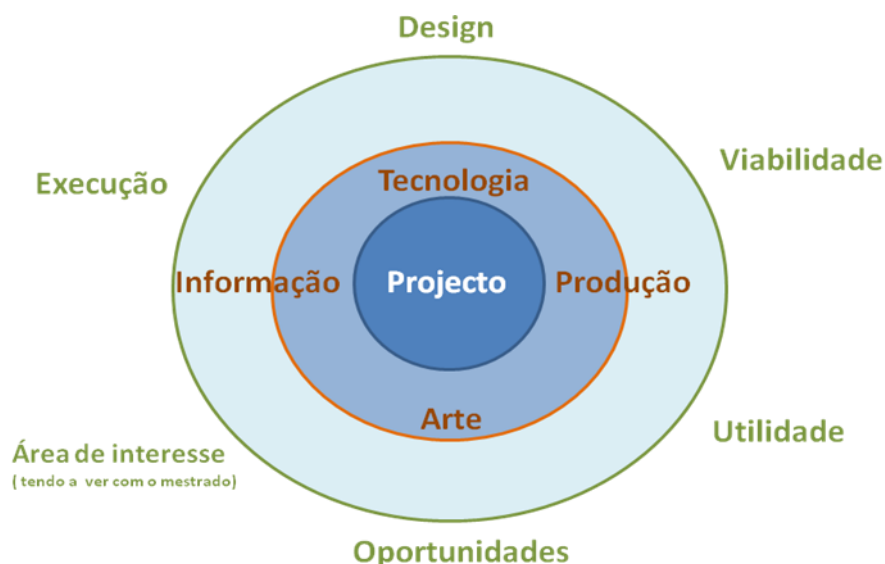 Design
Viabilidade
Execução
Tecnologia
Informação
Projecto
Produção
Arte
Utilidade
Área de interesse
( tendo a ver com o mestrado)
Oportunidades